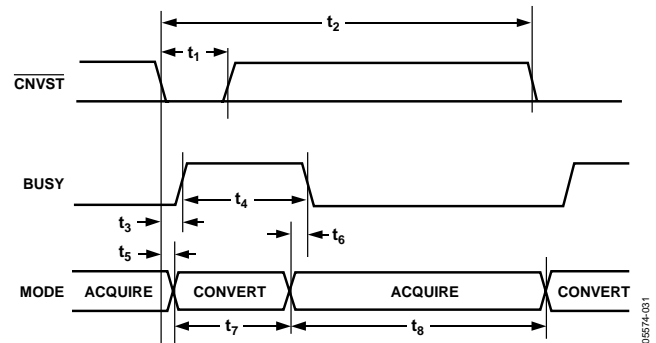 t2
t1
CNVST
BUSY
t4
t3
t6
t5
MODE ACQUIRE CONVERT ACQUIRE CONVERT
t7
t8
05574-031